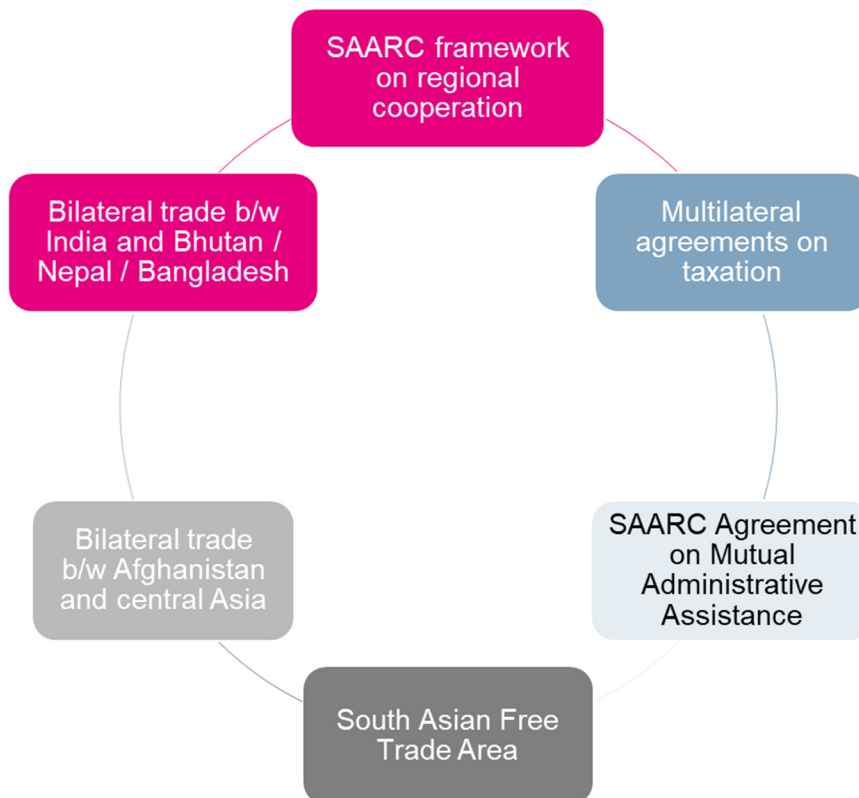 SAARC framework
on regional
cooperation
Multilateral
agreements on
taxation
SAARC Agreement
on Mutual
Administrative
Assistance
South Asian Free
Trade Area
Bilateral trade
b/w Afghanistan
and central Asia
Bilateral trade b/w
India and Bhutan /
Nepal / Bangladesh